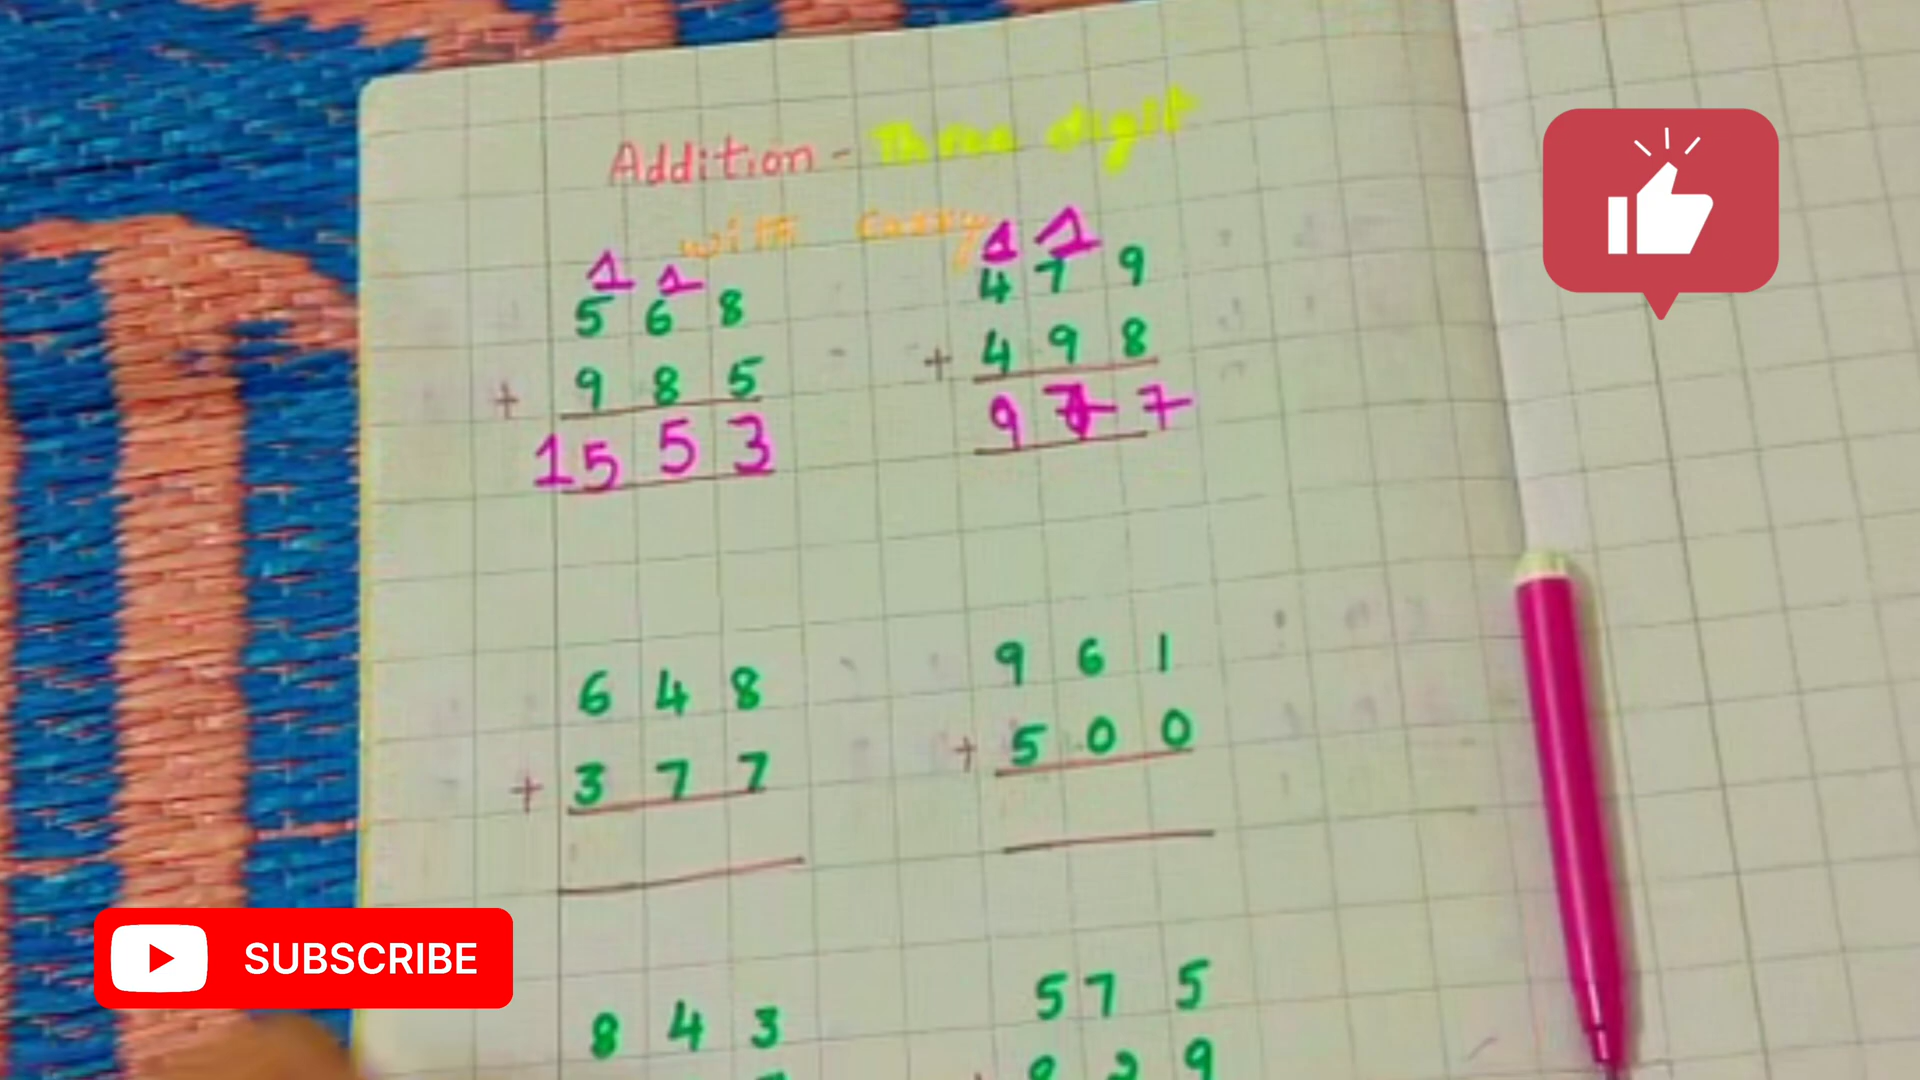 Addition - Three digit
with carry
1 1
5 6 8
+ 9 8 5
15 5 3
1 1
4 7 9
+ 4 9 8
9 7 7
6 4 8
+ 3 7 7
9 6 1
+ 5 0 0
8 4 3
5 7 5
SUBSCRIBE